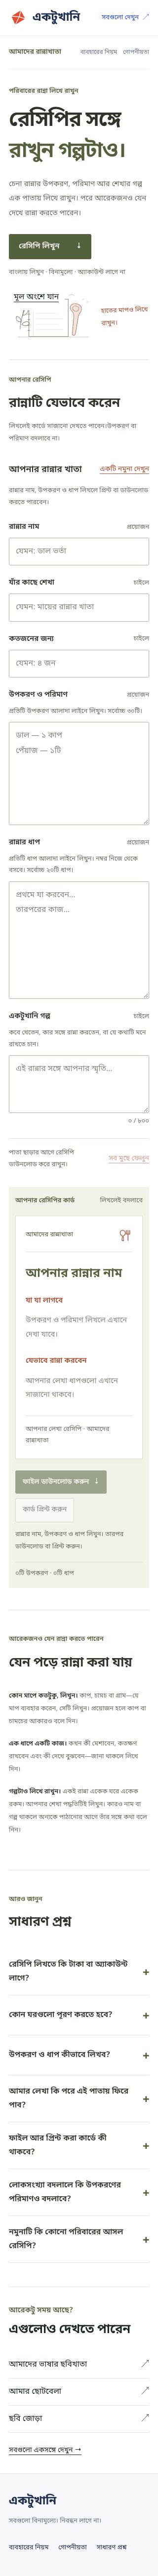 একটুখানি
সবগুলো দেখুন ↗
আমাদের রান্নাখাতা
ব্যবহারের নিয়ম গোপনীয়তা
পরিবারের রান্না লিখে রাখুন
রেসিপির সঙ্গে
রাখুন গল্পটাও।
চেনা রান্নার উপকরণ, পরিমাণ আর শেখার গল্প
এক পাতায় লিখে রাখুন। পরে আরেকজনও যেন
দেখে রান্না করতে পারেন।
রেসিপি লিখুন ↓
বাংলায় লিখুন · বিনামূল্যে · অ্যাকাউন্ট লাগে না
মূল অংশে যান
হাতের মাপও লিখে
রাখুন।
আপনার রেসিপি
রান্নাটি যেভাবে করেন
লিখলেই কার্ডে সাজানো দেখতে পাবেন।উপকরণ বা
পরিমাণ বদলাবে না।
আপনার রান্নার খাতা
একটি নমুনা দেখুন
রান্নার নাম, উপকরণ ও ধাপ লিখলে প্রিন্ট বা ডাউনলোড
করতে পারবেন।
রান্নার নাম প্রয়োজন
যেমন: ডাল ভর্তা
যাঁর কাছে শেখা চাইলে
যেমন: মায়ের রান্নার খাতা
কতজনের জন্য চাইলে
যেমন: ৪ জন
উপকরণ ও পরিমাণ প্রয়োজন
প্রতিটি উপকরণ আলাদা লাইনে লিখুন। সর্বোচ্চ ৩০টি।
ডাল — ১ কাপ
পেঁয়াজ — ১টি
রান্নার ধাপ প্রয়োজন
প্রতিটি ধাপ আলাদা লাইনে লিখুন। নম্বর নিজে থেকে
বসবে। সর্বোচ্চ ২০টি ধাপ।
প্রথমে যা করবেন...
তারপরের কাজ...
একটুখানি গল্প চাইলে
কবে খেতেন, কার সঙ্গে রান্না করতেন, বা যে কথাটি মনে
রাখতে চান।
এই রান্নার সঙ্গে আপনার স্মৃতি...
০ / ৮০০
পাতা ছাড়ার আগে রেসিপি
ডাউনলোড করে রাখুন।
সব মুছে ফেলুন
আপনার রেসিপির কার্ড লিখলেই বদলাবে
আমাদের রান্নাখাতা
আপনার রান্নার নাম
যা যা লাগবে
উপকরণ ও পরিমাণ লিখলে এখানে
দেখা যাবে।
যেভাবে রান্না করবেন
আপনার লেখা ধাপগুলো এখানে
সাজানো থাকবে।
আপনার লেখা রেসিপি · আমাদের
রান্নাখাতা
ফাইল ডাউনলোড করুন ↓
কার্ড প্রিন্ট করুন
রান্নার নাম, উপকরণ ও ধাপ লিখুন। তারপর
ডাউনলোড বা প্রিন্ট করুন।
০টি উপকরণ · ০টি ধাপ
আরেকজনও যেন রান্না করতে পারেন
যেন পড়ে রান্না করা যায়
কোন মাপে কতটুকু, লিখুন। কাপ, চামচ বা গ্রাম—যে
মাপ ব্যবহার করেন, সেটি লিখুন। প্রয়োজন হলে কাপ বা
চামচের আকারও বলে দিন।
এক ধাপে একটি কাজ। কখন কী মেশাবেন, কতক্ষণ
রাখবেন এবং কী দেখে বুঝবেন—জানা থাকলে লিখে
দিন।
গল্পটাও লিখে রাখুন। একই রান্না একেক ঘরে একেক
রকম। আপনার শেখা পদ্ধতিটিই লিখুন। কারও নাম বা
গল্প থাকলে অন্যকে পাঠানোর আগে তাঁর সঙ্গে কথা বলে
নিন।
আরও জানুন
সাধারণ প্রশ্ন
রেসিপি লিখতে কি টাকা বা অ্যাকাউন্ট
লাগে?
কোন ঘরগুলো পূরণ করতে হবে?
উপকরণ ও ধাপ কীভাবে লিখব?
আমার লেখা কি পরে এই পাতায় ফিরে
পাব?
ফাইল আর প্রিন্ট করা কার্ডে কী
থাকবে?
লোকসংখ্যা বদলালে কি উপকরণের
পরিমাণও বদলাবে?
নমুনাটি কি কোনো পরিবারের আসল
রেসিপি?
আরেকটু সময় আছে?
এগুলোও দেখতে পারেন
আমাদের ভাষার ছবিখাতা ↗
আমার ছোটবেলা ↗
ছবি জোড়া ↗
সবগুলো একসঙ্গে দেখুন →
একটুখানি
সবগুলো বিনামূল্যে। নিবন্ধন লাগে না।
ব্যবহারের নিয়ম গোপনীয়তা সাধারণ প্রশ্ন